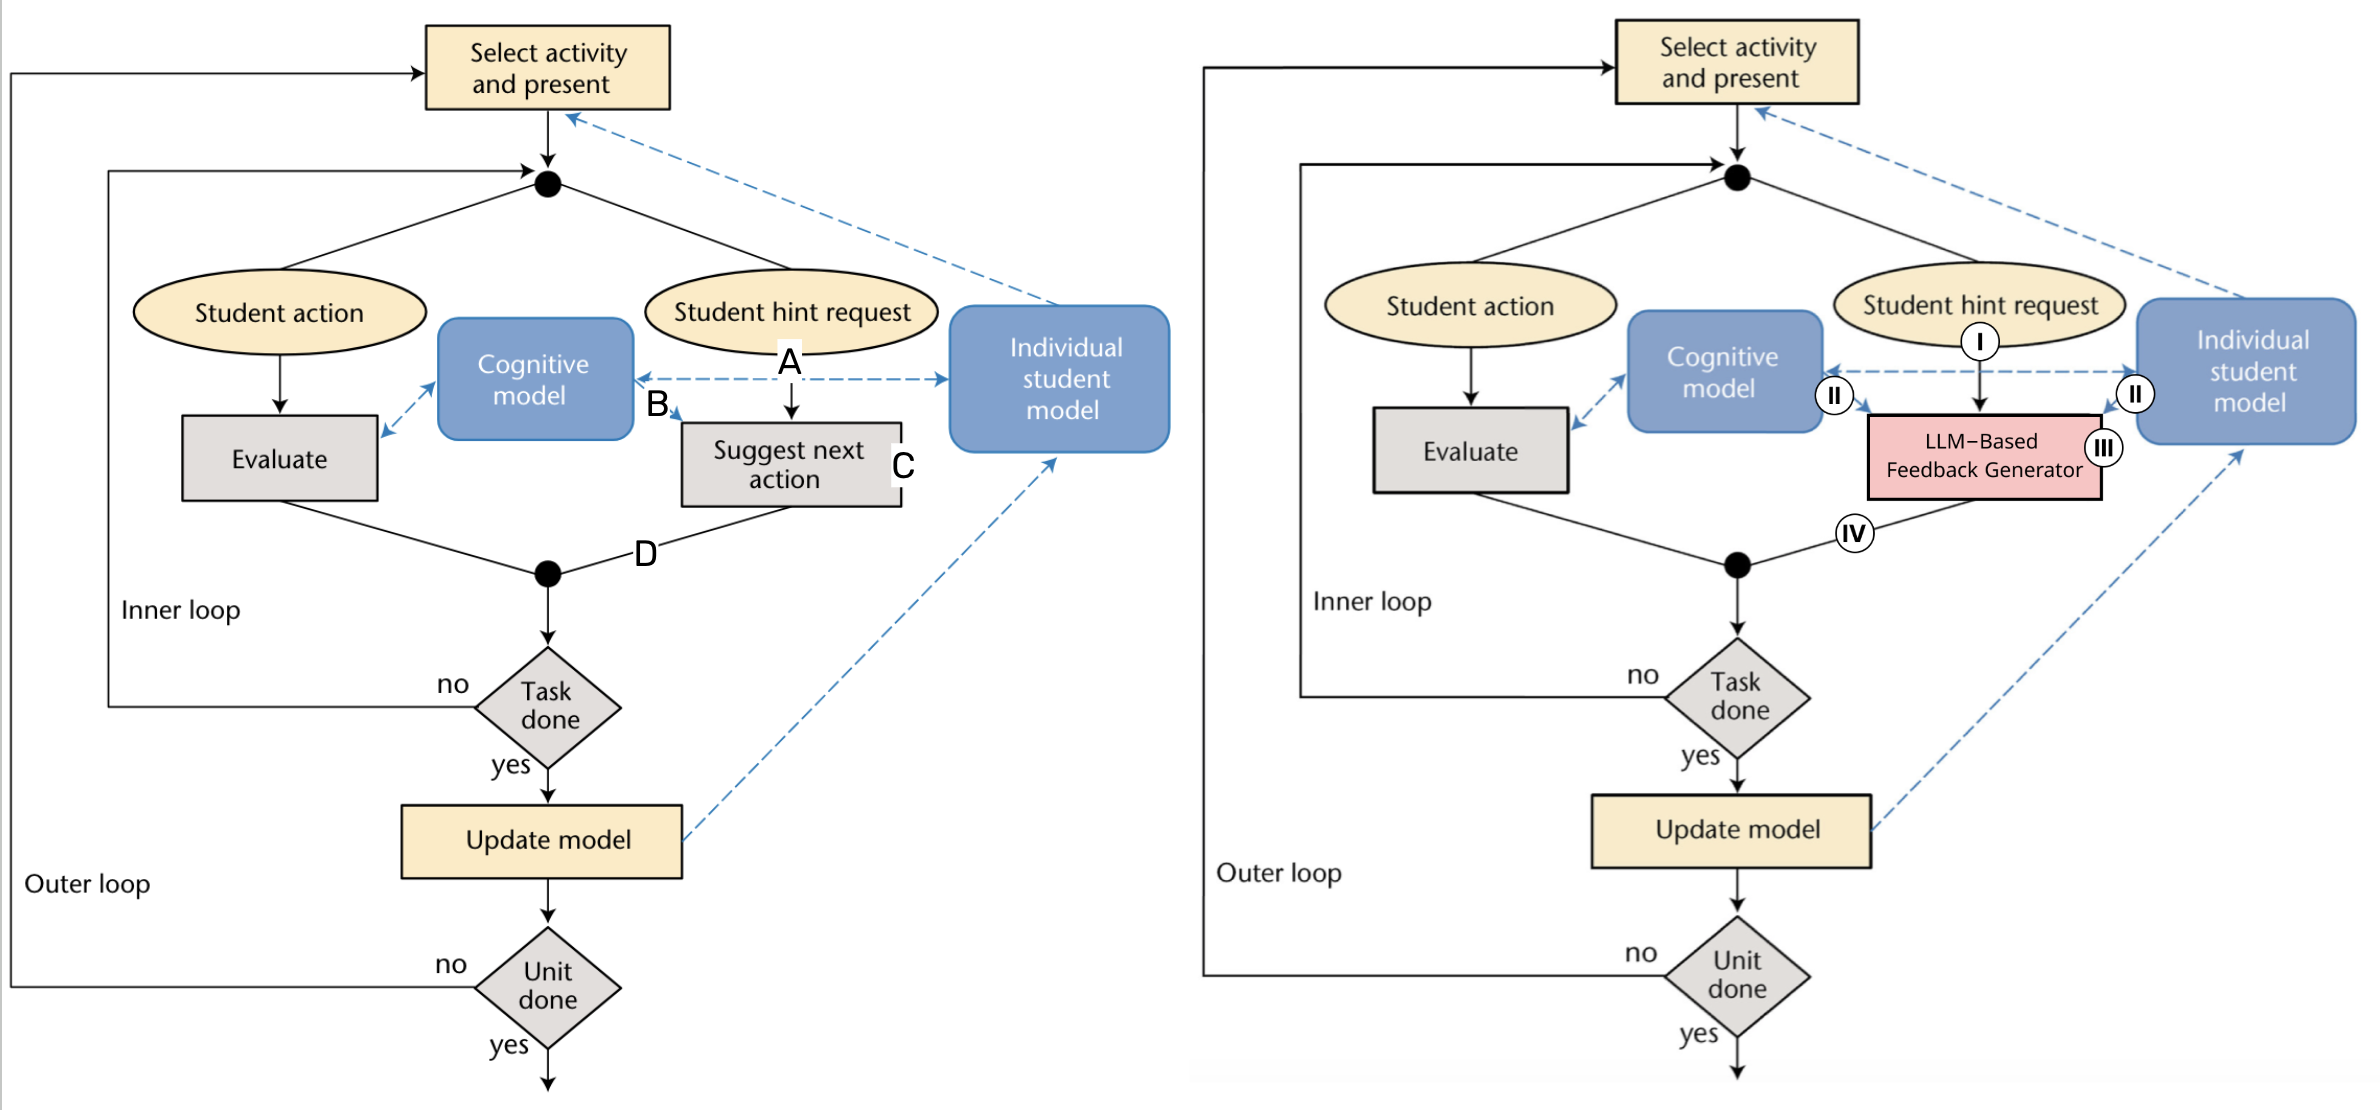 Select activity
and present
Student action
Student hint request
A
Cognitive
model
B
Individual
student
model
Evaluate
Suggest next
action
C
D
Inner loop
no
Task
done
yes
Update model
Outer loop
no
Unit
done
yes
Select activity
and present
Student action
Student hint request
I
Cognitive
model
II
II
Individual
student
model
Evaluate
LLM-Based
Feedback Generator
III
IV
Inner loop
no
Task
done
yes
Update model
Outer loop
no
Unit
done
yes